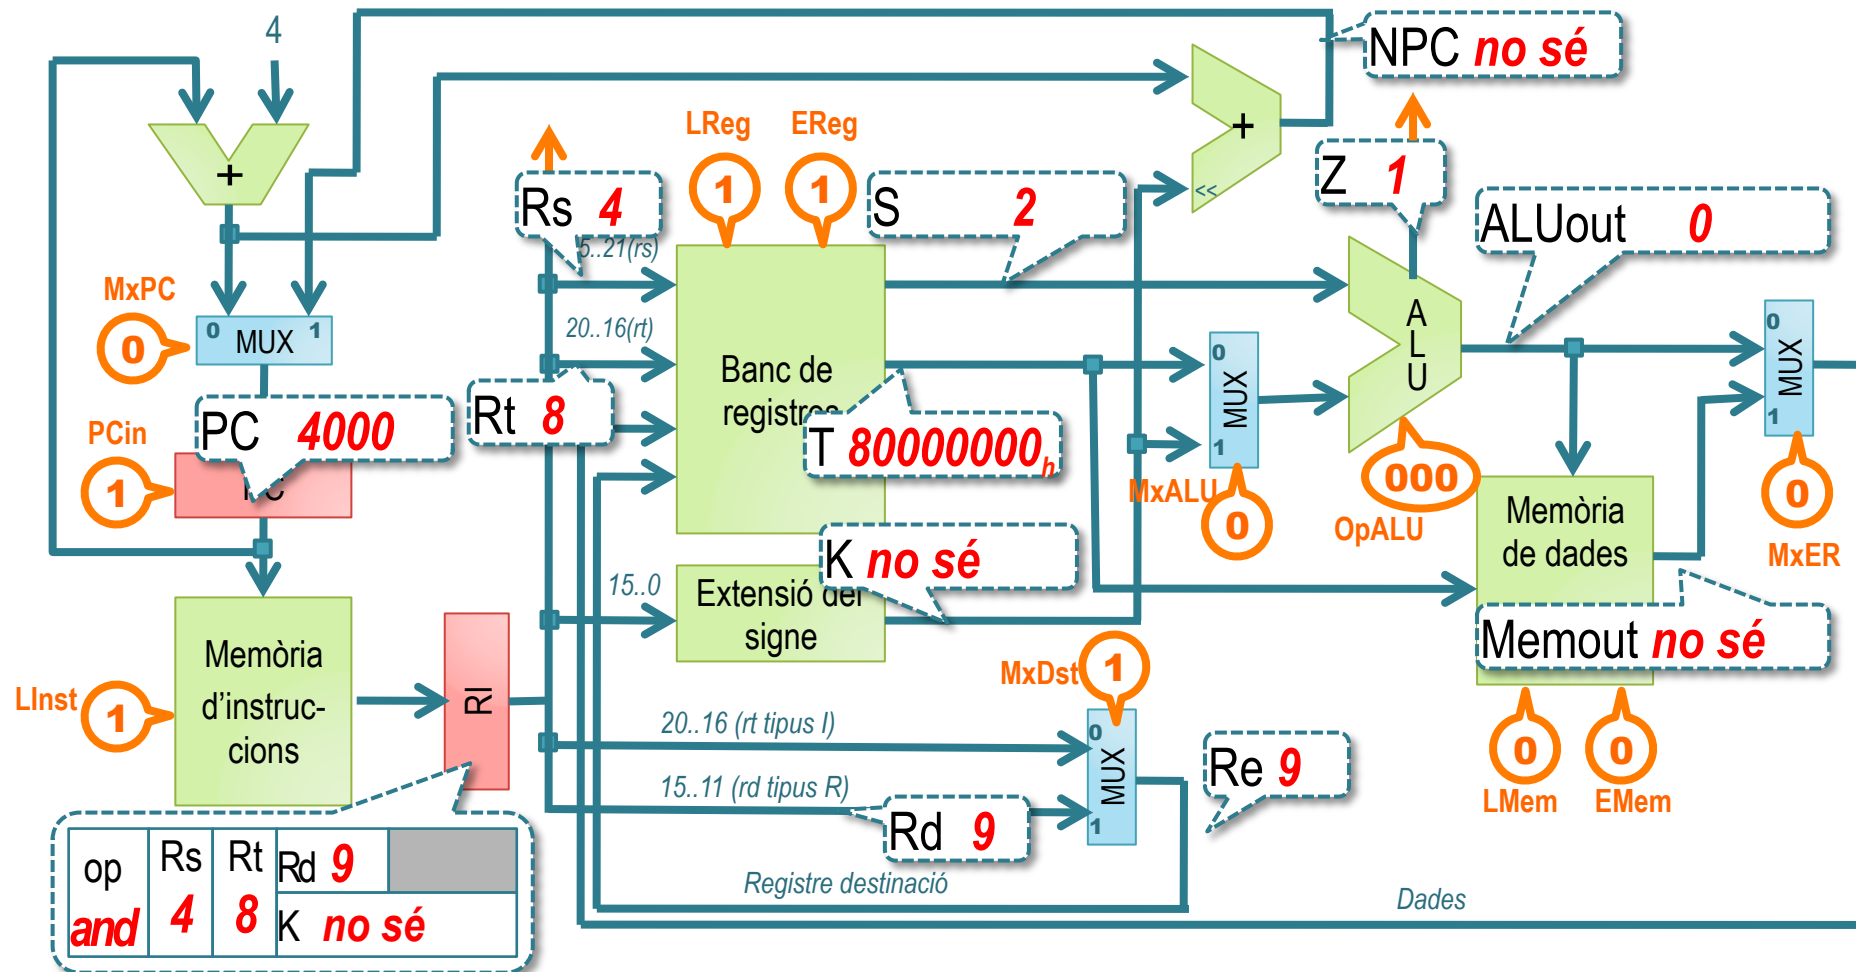 4
NPC no sé
LReg
EReg
+
+
<<
1
1
Z 1
Rs 4
S 2
ALUout 0
5..21(rs)
MxPC
0
0 MUX 1
20..16(rt)
Banc de
registres
A
L
U
0
MUX
1
0
MUX
1
PC 4000
PCin
1
Rt 8
T 80000000h
MxALU
0
000
OpALU
0
MxER
Memòria
de dades
K no sé
15..0
Extensió del
signe
Memout no sé
Memòria
d'instruc-
cions
RI
LInst
1
MxDst
1
20..16 (rt tipus I)
0
MUX
1
Re 9
15..11 (rd tipus R)
Rd 9
0
0
LMem
EMem
op
and
Rs
4
Rt
8
Rd 9
K no sé
Registre destinació
Dades